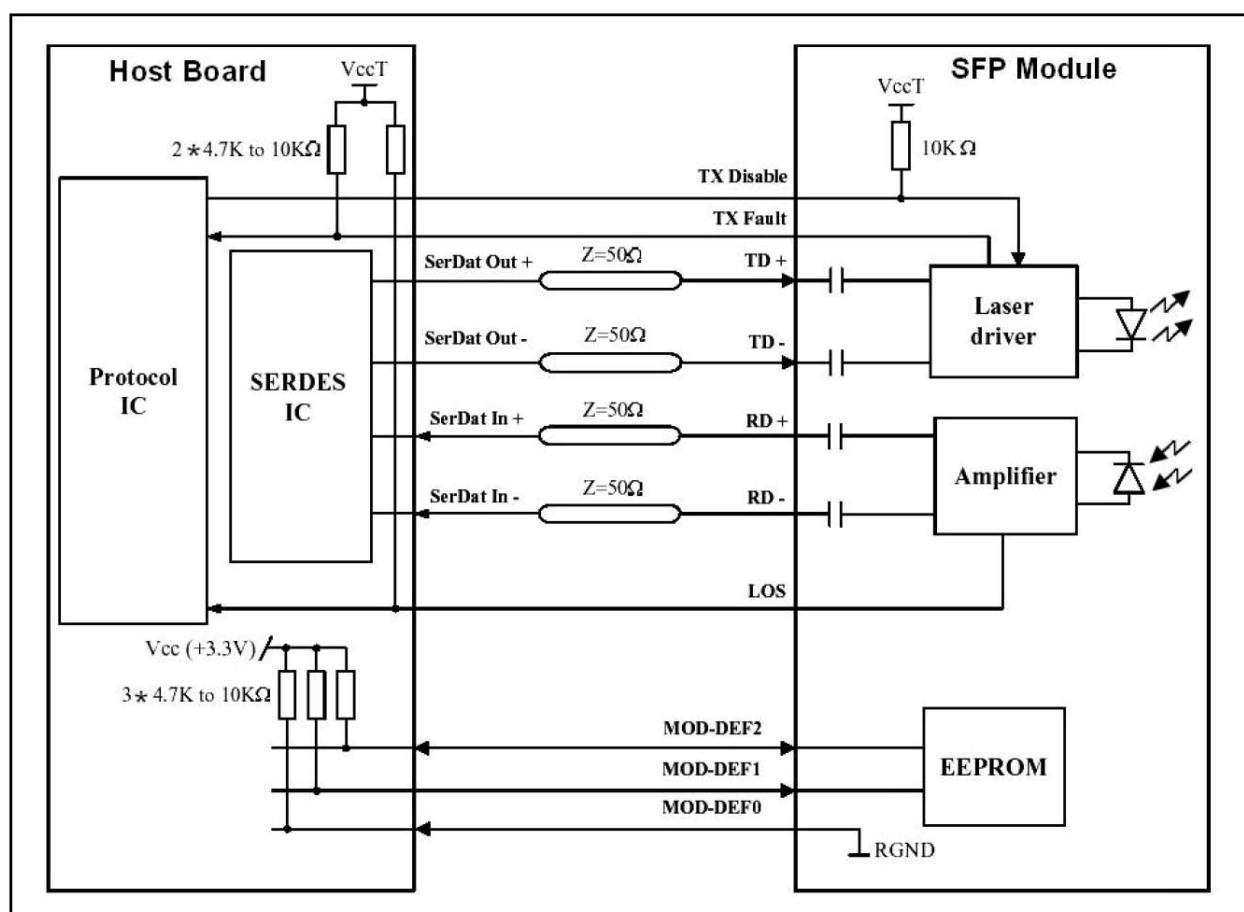 Host Board
SFP Module
VccT
VccT
2*4.7K to 10KΩ
10KΩ
TX Disable
TX Fault
SerDat Out +
Z=50Ω
TD +
SerDat Out -
Z=50Ω
TD -
Laser
driver
Protocol
IC
SERDES
IC
SerDat In +
Z=50Ω
RD +
SerDat In -
Z=50Ω
RD -
Amplifier
LOS
Vcc (+3.3V)
3*4.7K to 10KΩ
MOD-DEF2
MOD-DEF1
MOD-DEF0
EEPROM
RGND